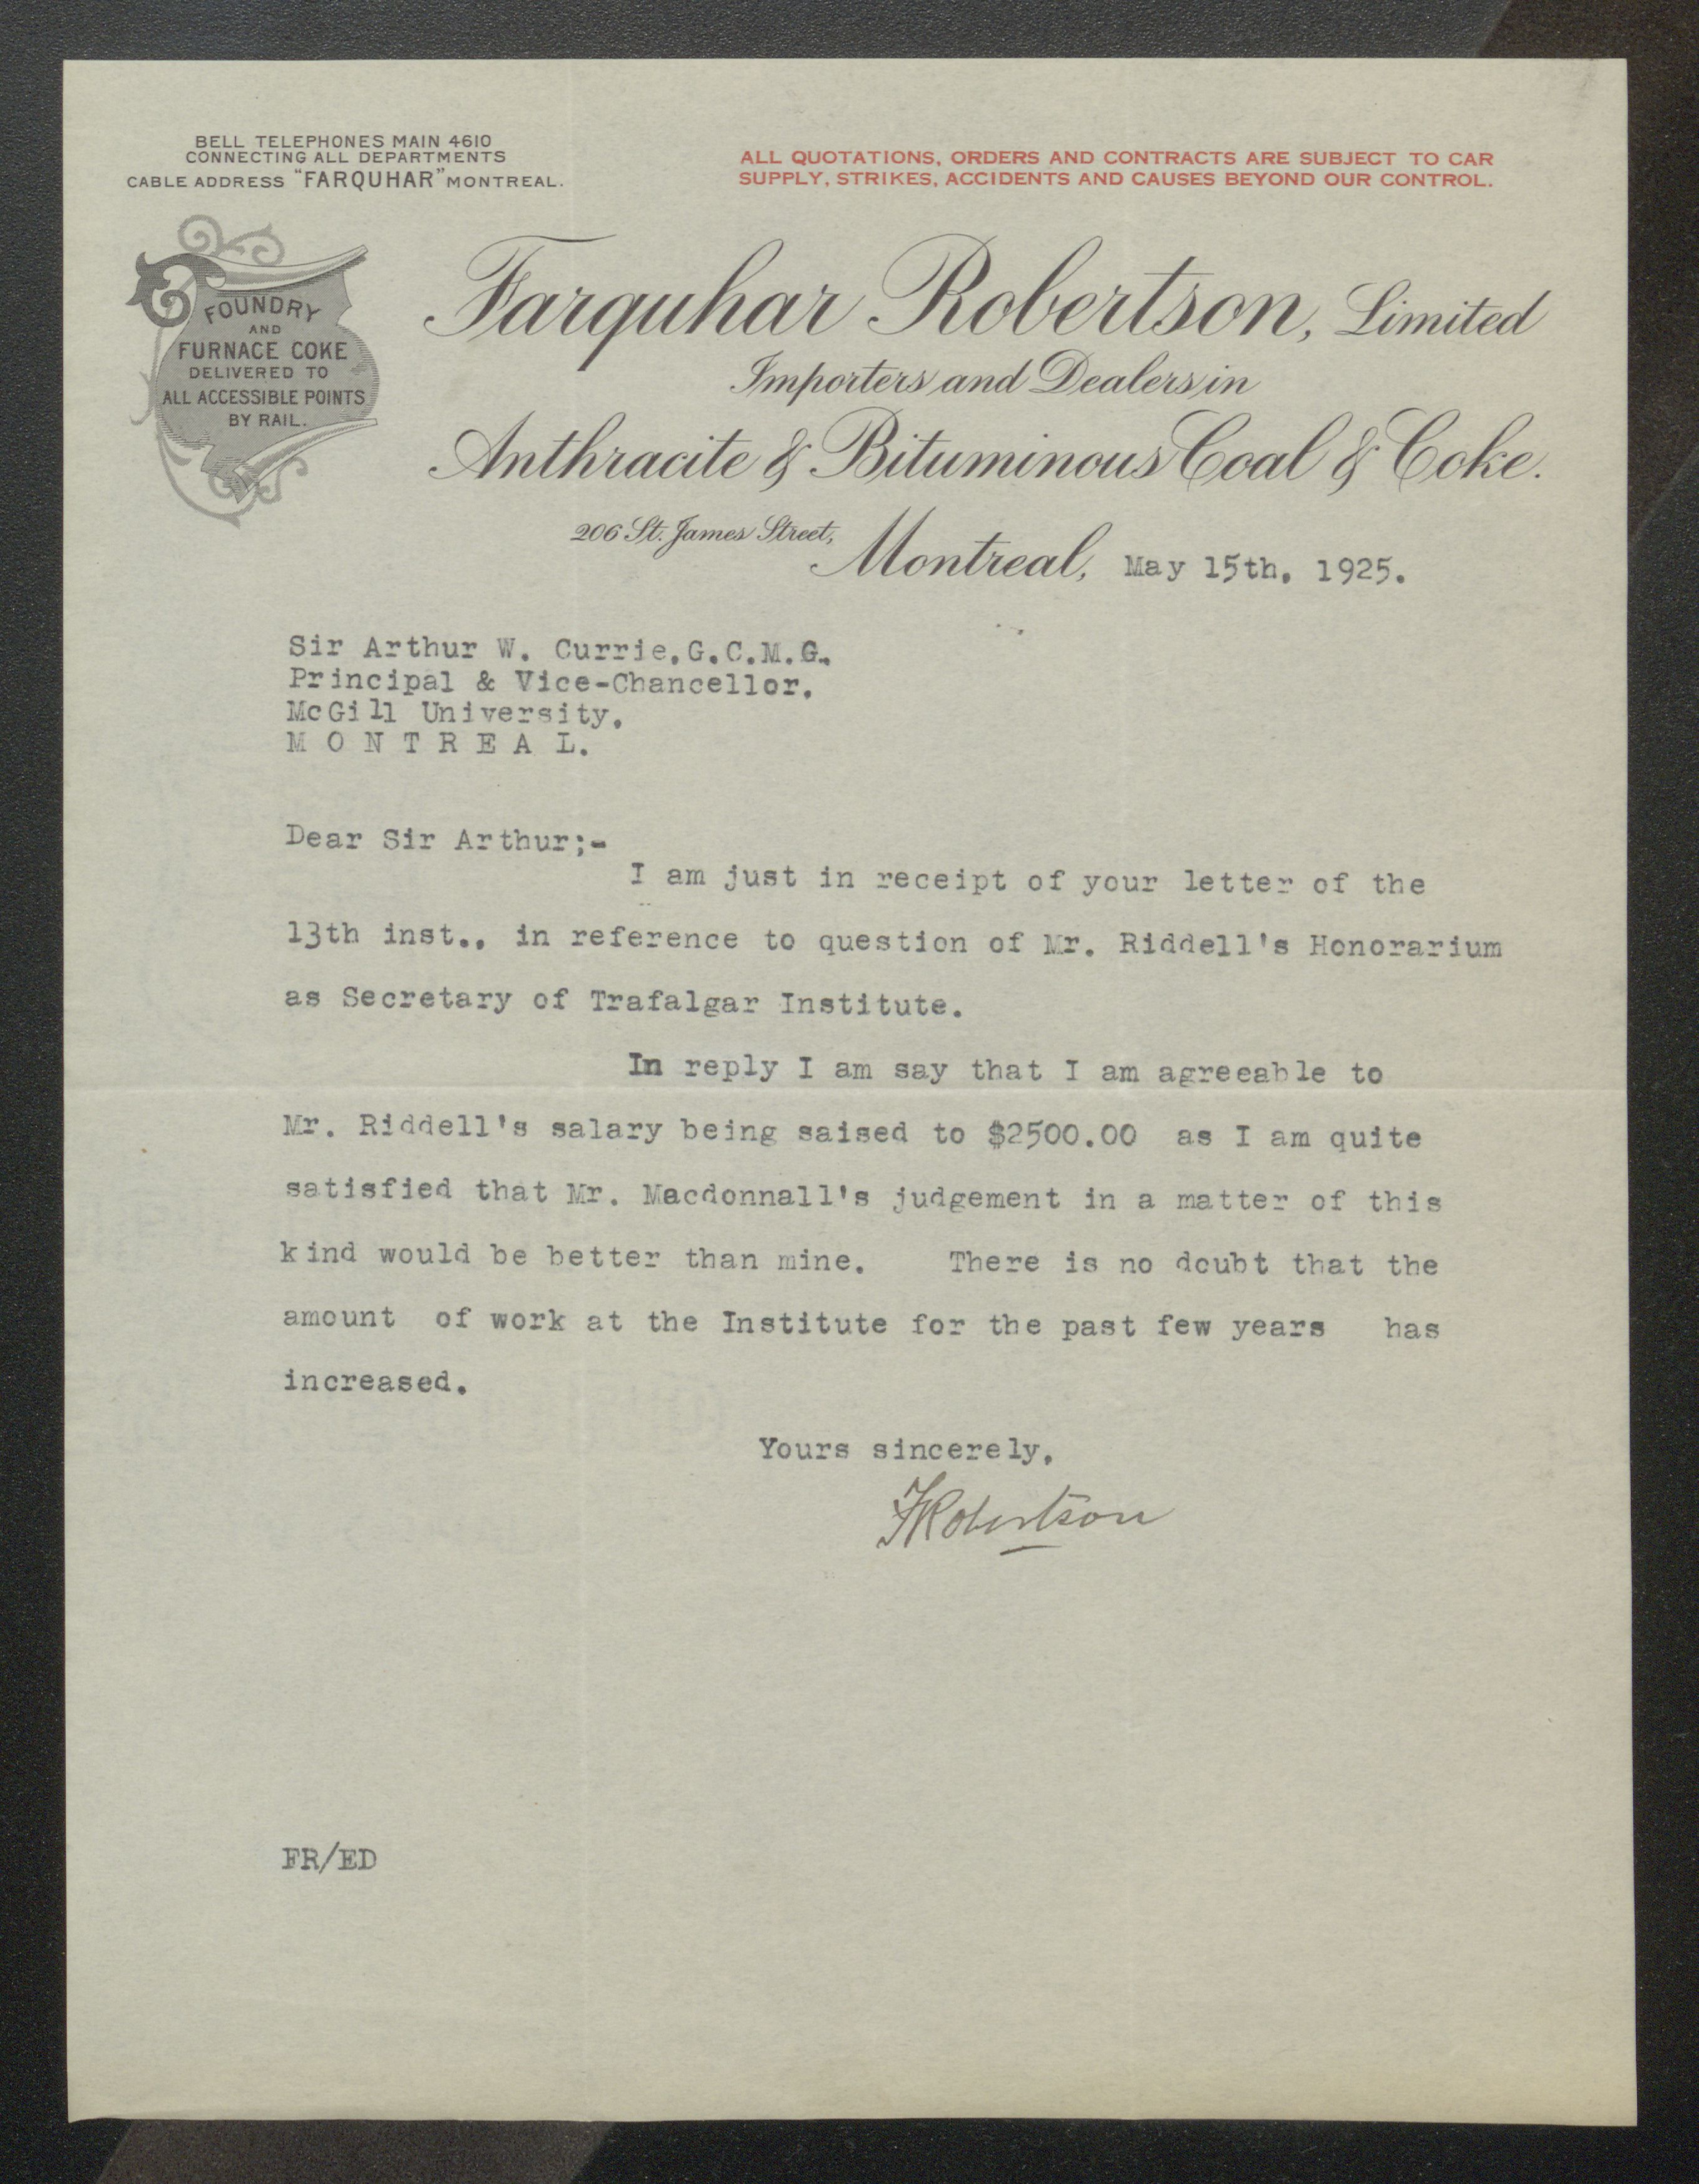 BELL TELEPHONES MAIN 4610
CONNECTING ALL DEPARTMENTS
CABLE ADDRESS "FARQUHAR" MONTREAL.
ALL QUOTATIONS, ORDERS AND CONTRACTS ARE SUBJECT TO CAR
SUPPLY, STRIKES, ACCIDENTS AND CAUSES BEYOND OUR CONTROL.
FOUNDRY
AND
FURNACE COKE
DELIVERED TO
ALL ACCESSIBLE POINTS
BY RAIL.
Farquhar Robertson, Limited
Importers and Dealers in
Anthracite & Bituminous Coal & Coke.
206 St. James Street,
Montreal, May 15th. 1925.
Sir Arthur W. Currie.G.C.M.G.
Principal & Vice-Chancellor.
McGill University.
M O N T R E A L.
Dear Sir Arthur;-
I am just in receipt of your letter of the
13th inst.. in reference to question of Mr. Riddell's Honorarium
as Secretary of Trafalgar Institute.
In reply I am say that I am agreeable to
Mr. Riddell's salary being saised to $2500.00 as I am quite
satisfied that Mr. Macdonnall's judgement in a matter of this
kind would be better than mine. There is no doubt that the
amount of work at the Institute for the past few years has
increased.
Yours sincerely.
FRobertson
FR/ED